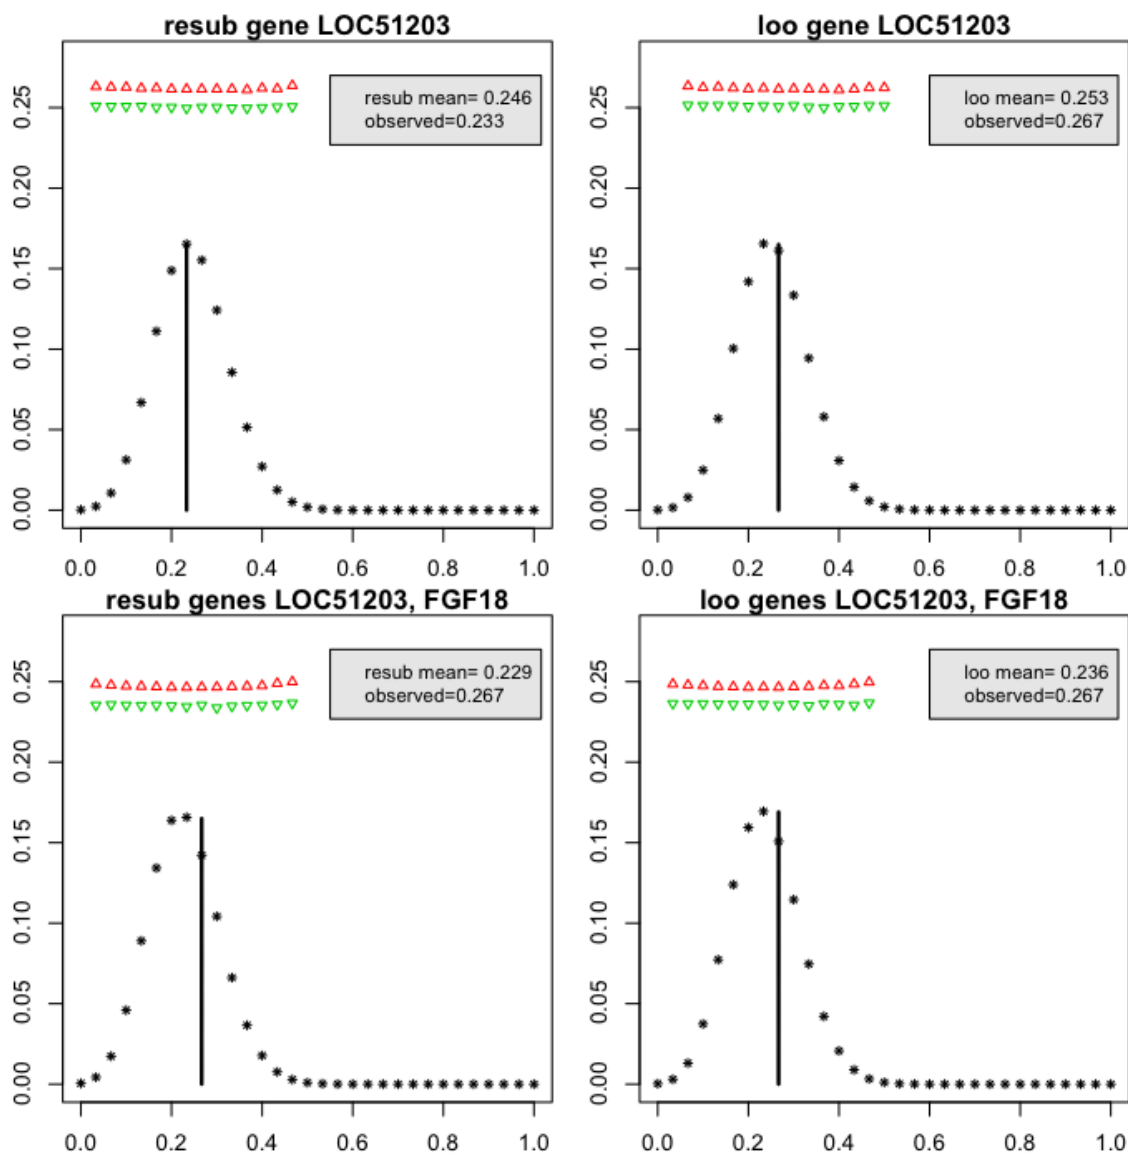 resub gene LOC51203
resub mean= 0.246
observed=0.233
0.00 0.05 0.10 0.15 0.20 0.25
0.0 0.2 0.4 0.6 0.8 1.0
loo gene LOC51203
loo mean= 0.253
observed=0.267
0.00 0.05 0.10 0.15 0.20 0.25
0.0 0.2 0.4 0.6 0.8 1.0
resub genes LOC51203, FGF18
resub mean= 0.229
observed=0.267
0.00 0.05 0.10 0.15 0.20 0.25
0.0 0.2 0.4 0.6 0.8 1.0
loo genes LOC51203, FGF18
loo mean= 0.236
observed=0.267
0.00 0.05 0.10 0.15 0.20 0.25
0.0 0.2 0.4 0.6 0.8 1.0